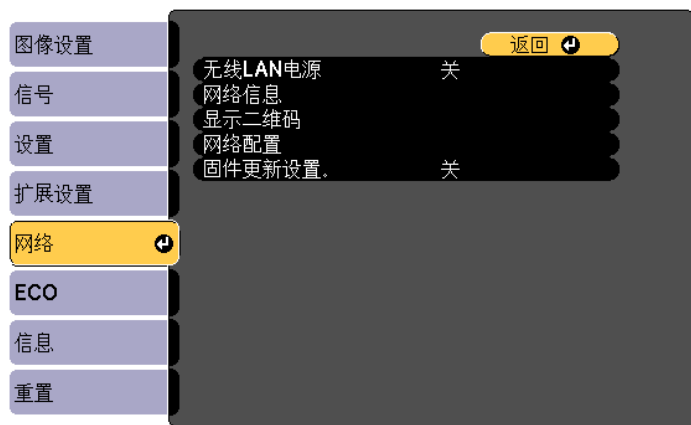 图像设置
信号
设置
扩展设置
网络
ECO
信息
重置
返回
无线LAN电源 关
网络信息
显示二维码
网络配置
固件更新设置. 关